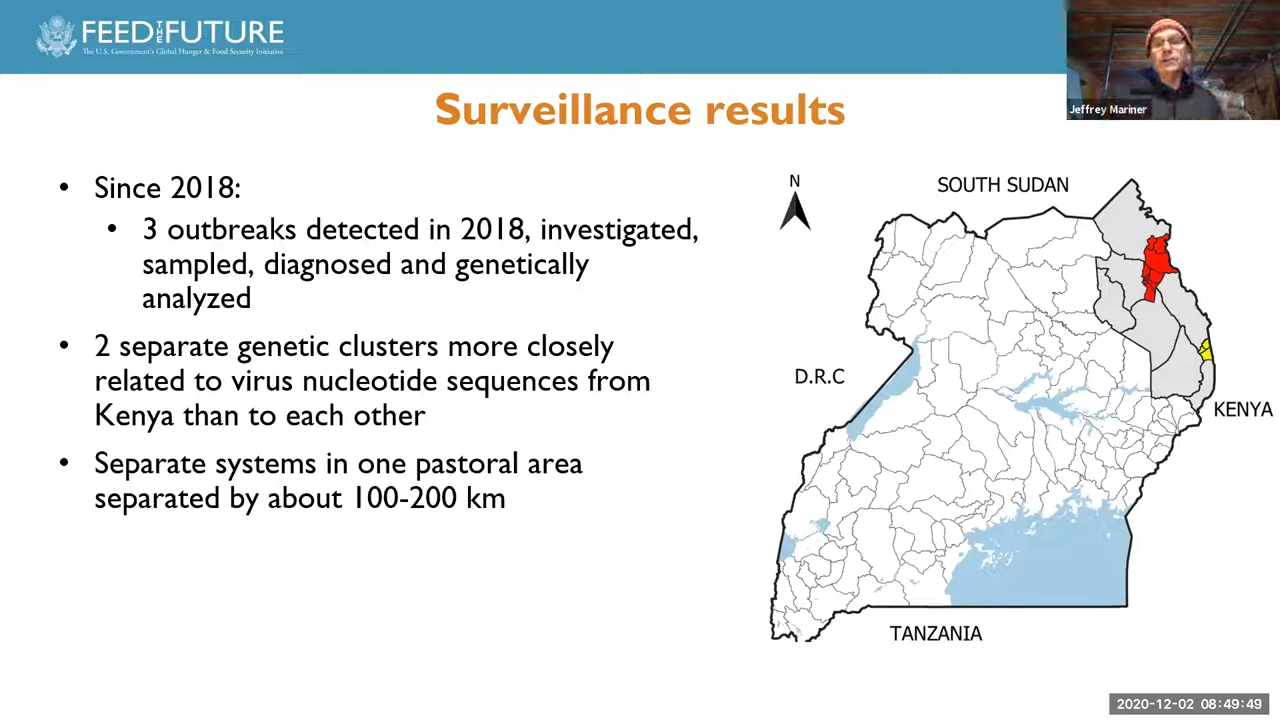 FEED THE FUTURE
The U.S. Government's Global Hunger & Food Security Initiative
Jeffrey Mariner
Surveillance results
• Since 2018:
• 3 outbreaks detected in 2018, investigated,
sampled, diagnosed and genetically
analyzed
• 2 separate genetic clusters more closely
related to virus nucleotide sequences from
Kenya than to each other
• Separate systems in one pastoral area
separated by about 100-200 km
N
SOUTH SUDAN
D.R.C
KENYA
TANZANIA
2020-12-02 08:49:49